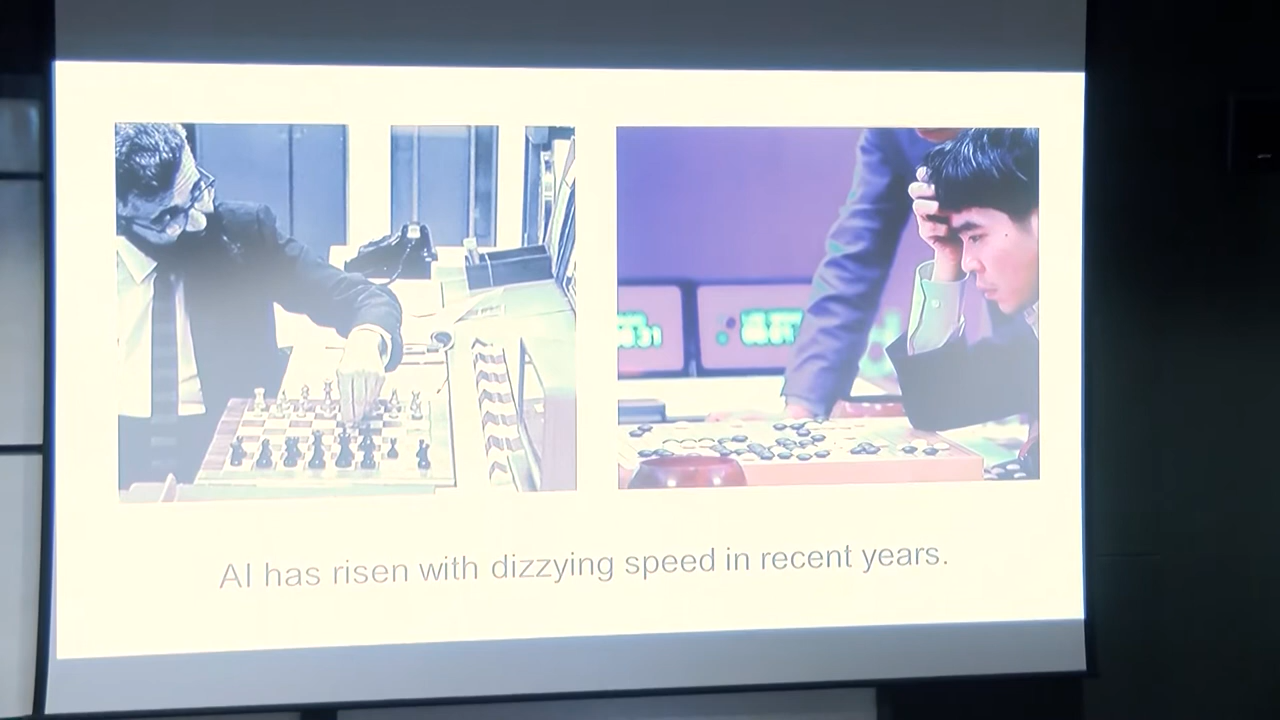 AI has risen with dizzying speed in recent years.